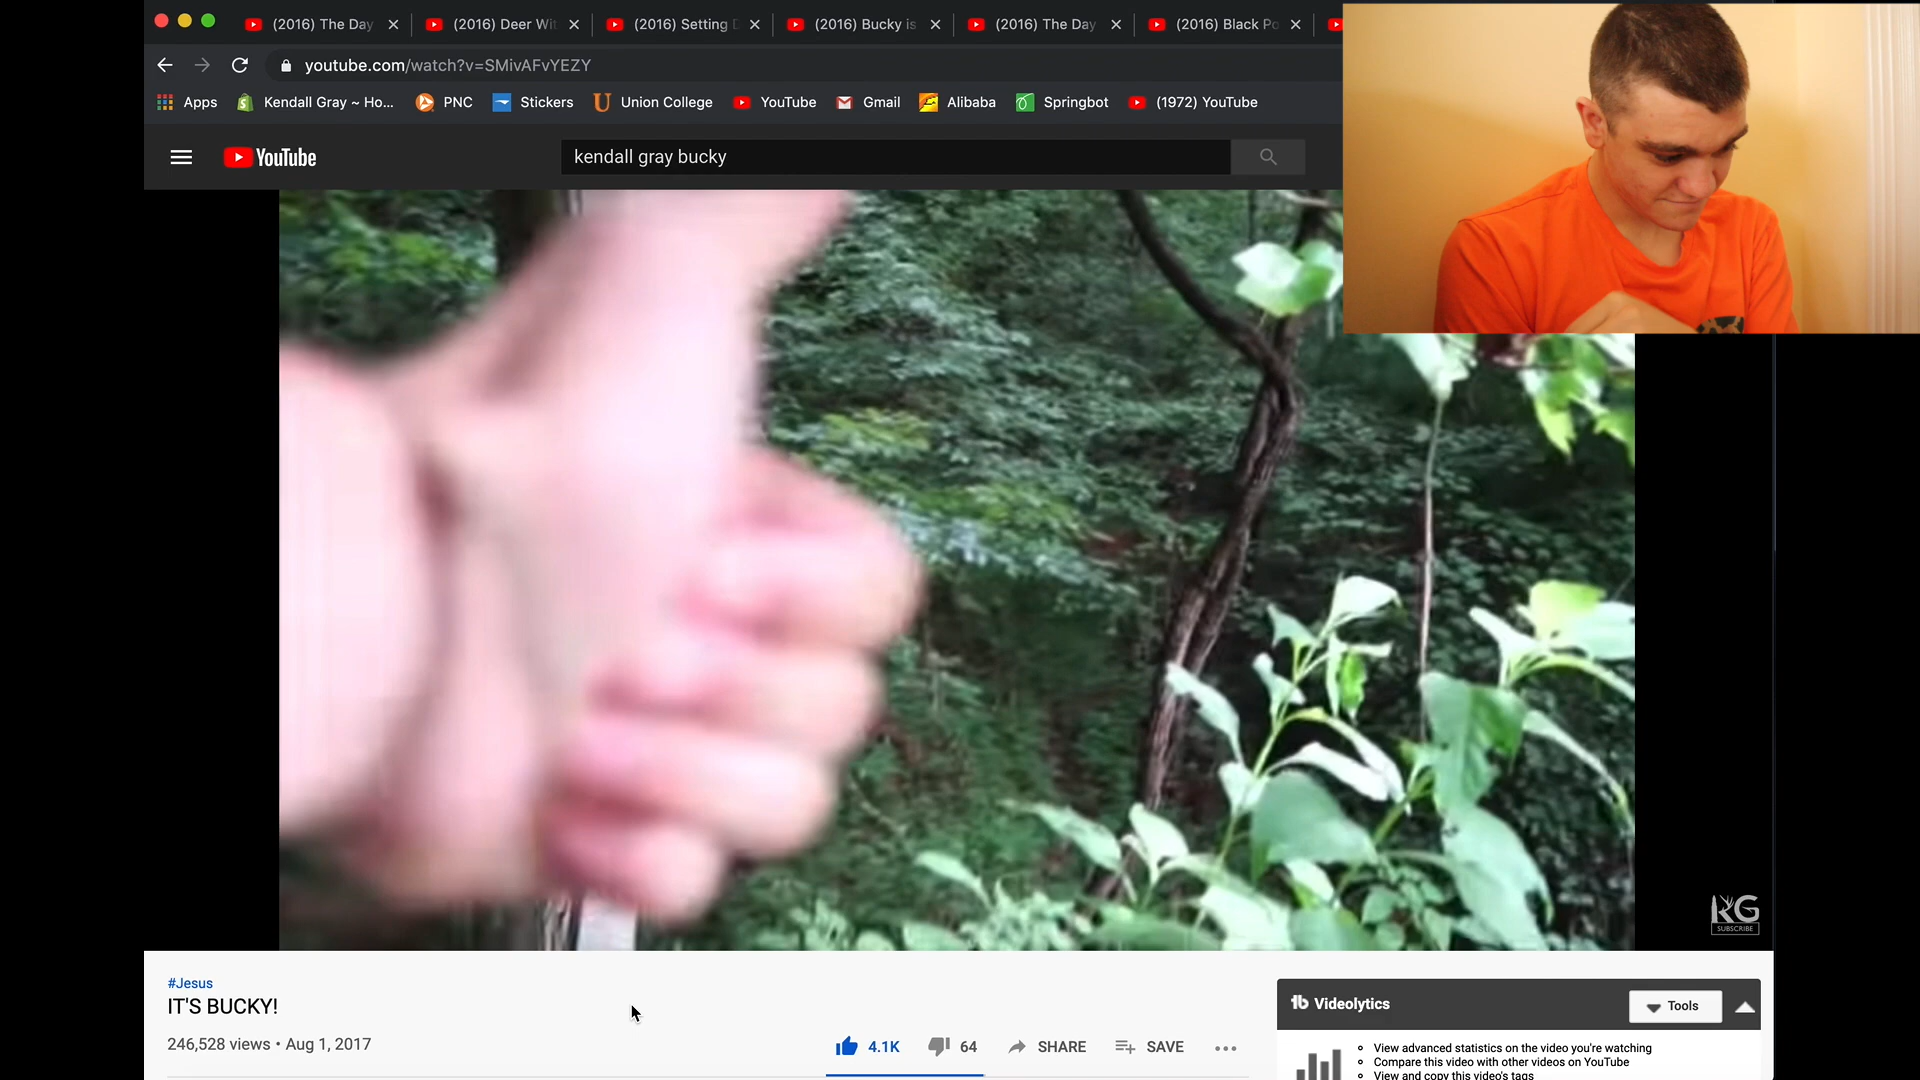 (2016) The Day
(2016) Deer Wit
(2016) Setting D
(2016) Bucky is
(2016) The Day
(2016) Black Po
youtube.com/watch?v=SMivAFvYEZY
Apps
Kendall Gray ~ Ho...
PNC
Stickers
Union College
YouTube
Gmail
Alibaba
Springbot
(1972) YouTube
YouTube
kendall gray bucky
KG
SUBSCRIBE
#Jesus
IT'S BUCKY!
246,528 views • Aug 1, 2017
4.1K
64
SHARE
SAVE
tb Videolytics
Tools
View advanced statistics on the video you're watching
Compare this video with other videos on YouTube
View and copy this video's tags